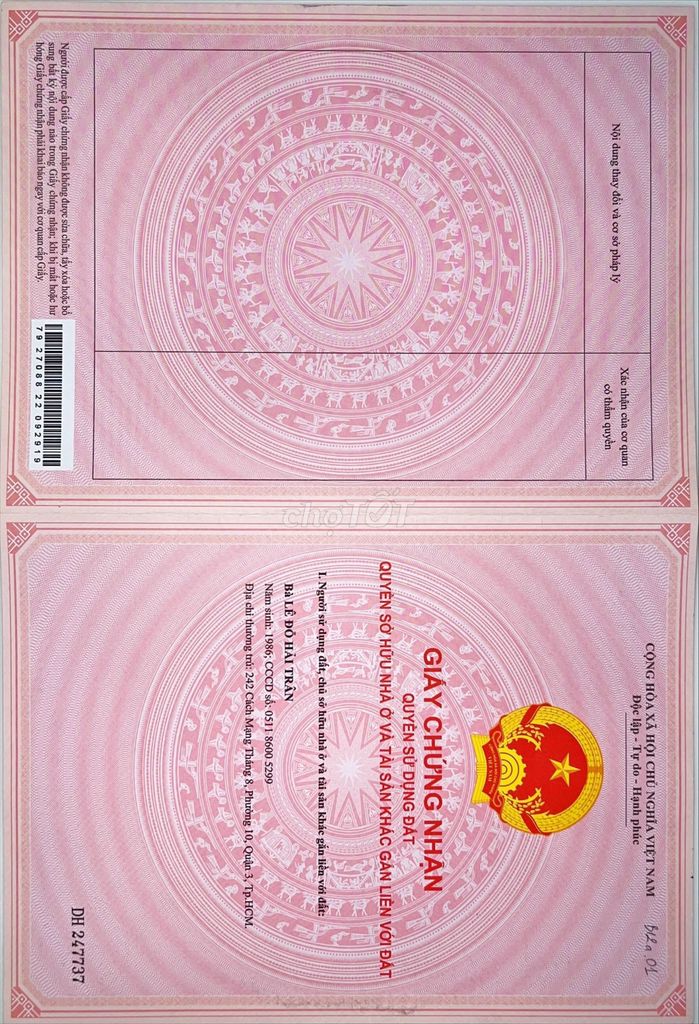 Nội dung thay đổi và cơ sở pháp lý
Xác nhận của cơ quan
có thẩm quyền
Người được cấp Giấy chứng nhận không được sửa chữa, tẩy xóa hoặc bổ
sung bất kỳ nội dung nào trong Giấy chứng nhận; khi bị mất hoặc hư
hỏng Giấy chứng nhận phải khai báo ngay với cơ quan cấp Giấy.
79 27088 22 092919
chợTỐT
CỘNG HÒA XÃ HỘI CHỦ NGHĨA VIỆT NAM
Độc lập - Tự do - Hạnh phúc
B12a.01
GIẤY CHỨNG NHẬN
QUYỀN SỬ DỤNG ĐẤT
QUYỀN SỞ HỮU NHÀ Ở VÀ TÀI SẢN KHÁC GẮN LIỀN VỚI ĐẤT
I. Người sử dụng đất, chủ sở hữu nhà ở và tài sản khác gắn liền với đất:
Bà LÊ ĐỖ HẢI TRÂN
Năm sinh: 1986; CCCD số: 0511 8600 5299
Địa chỉ thường trú: 242 Cách Mạng Tháng 8, Phường 10, Quận 3, Tp.HCM.
DH 247737